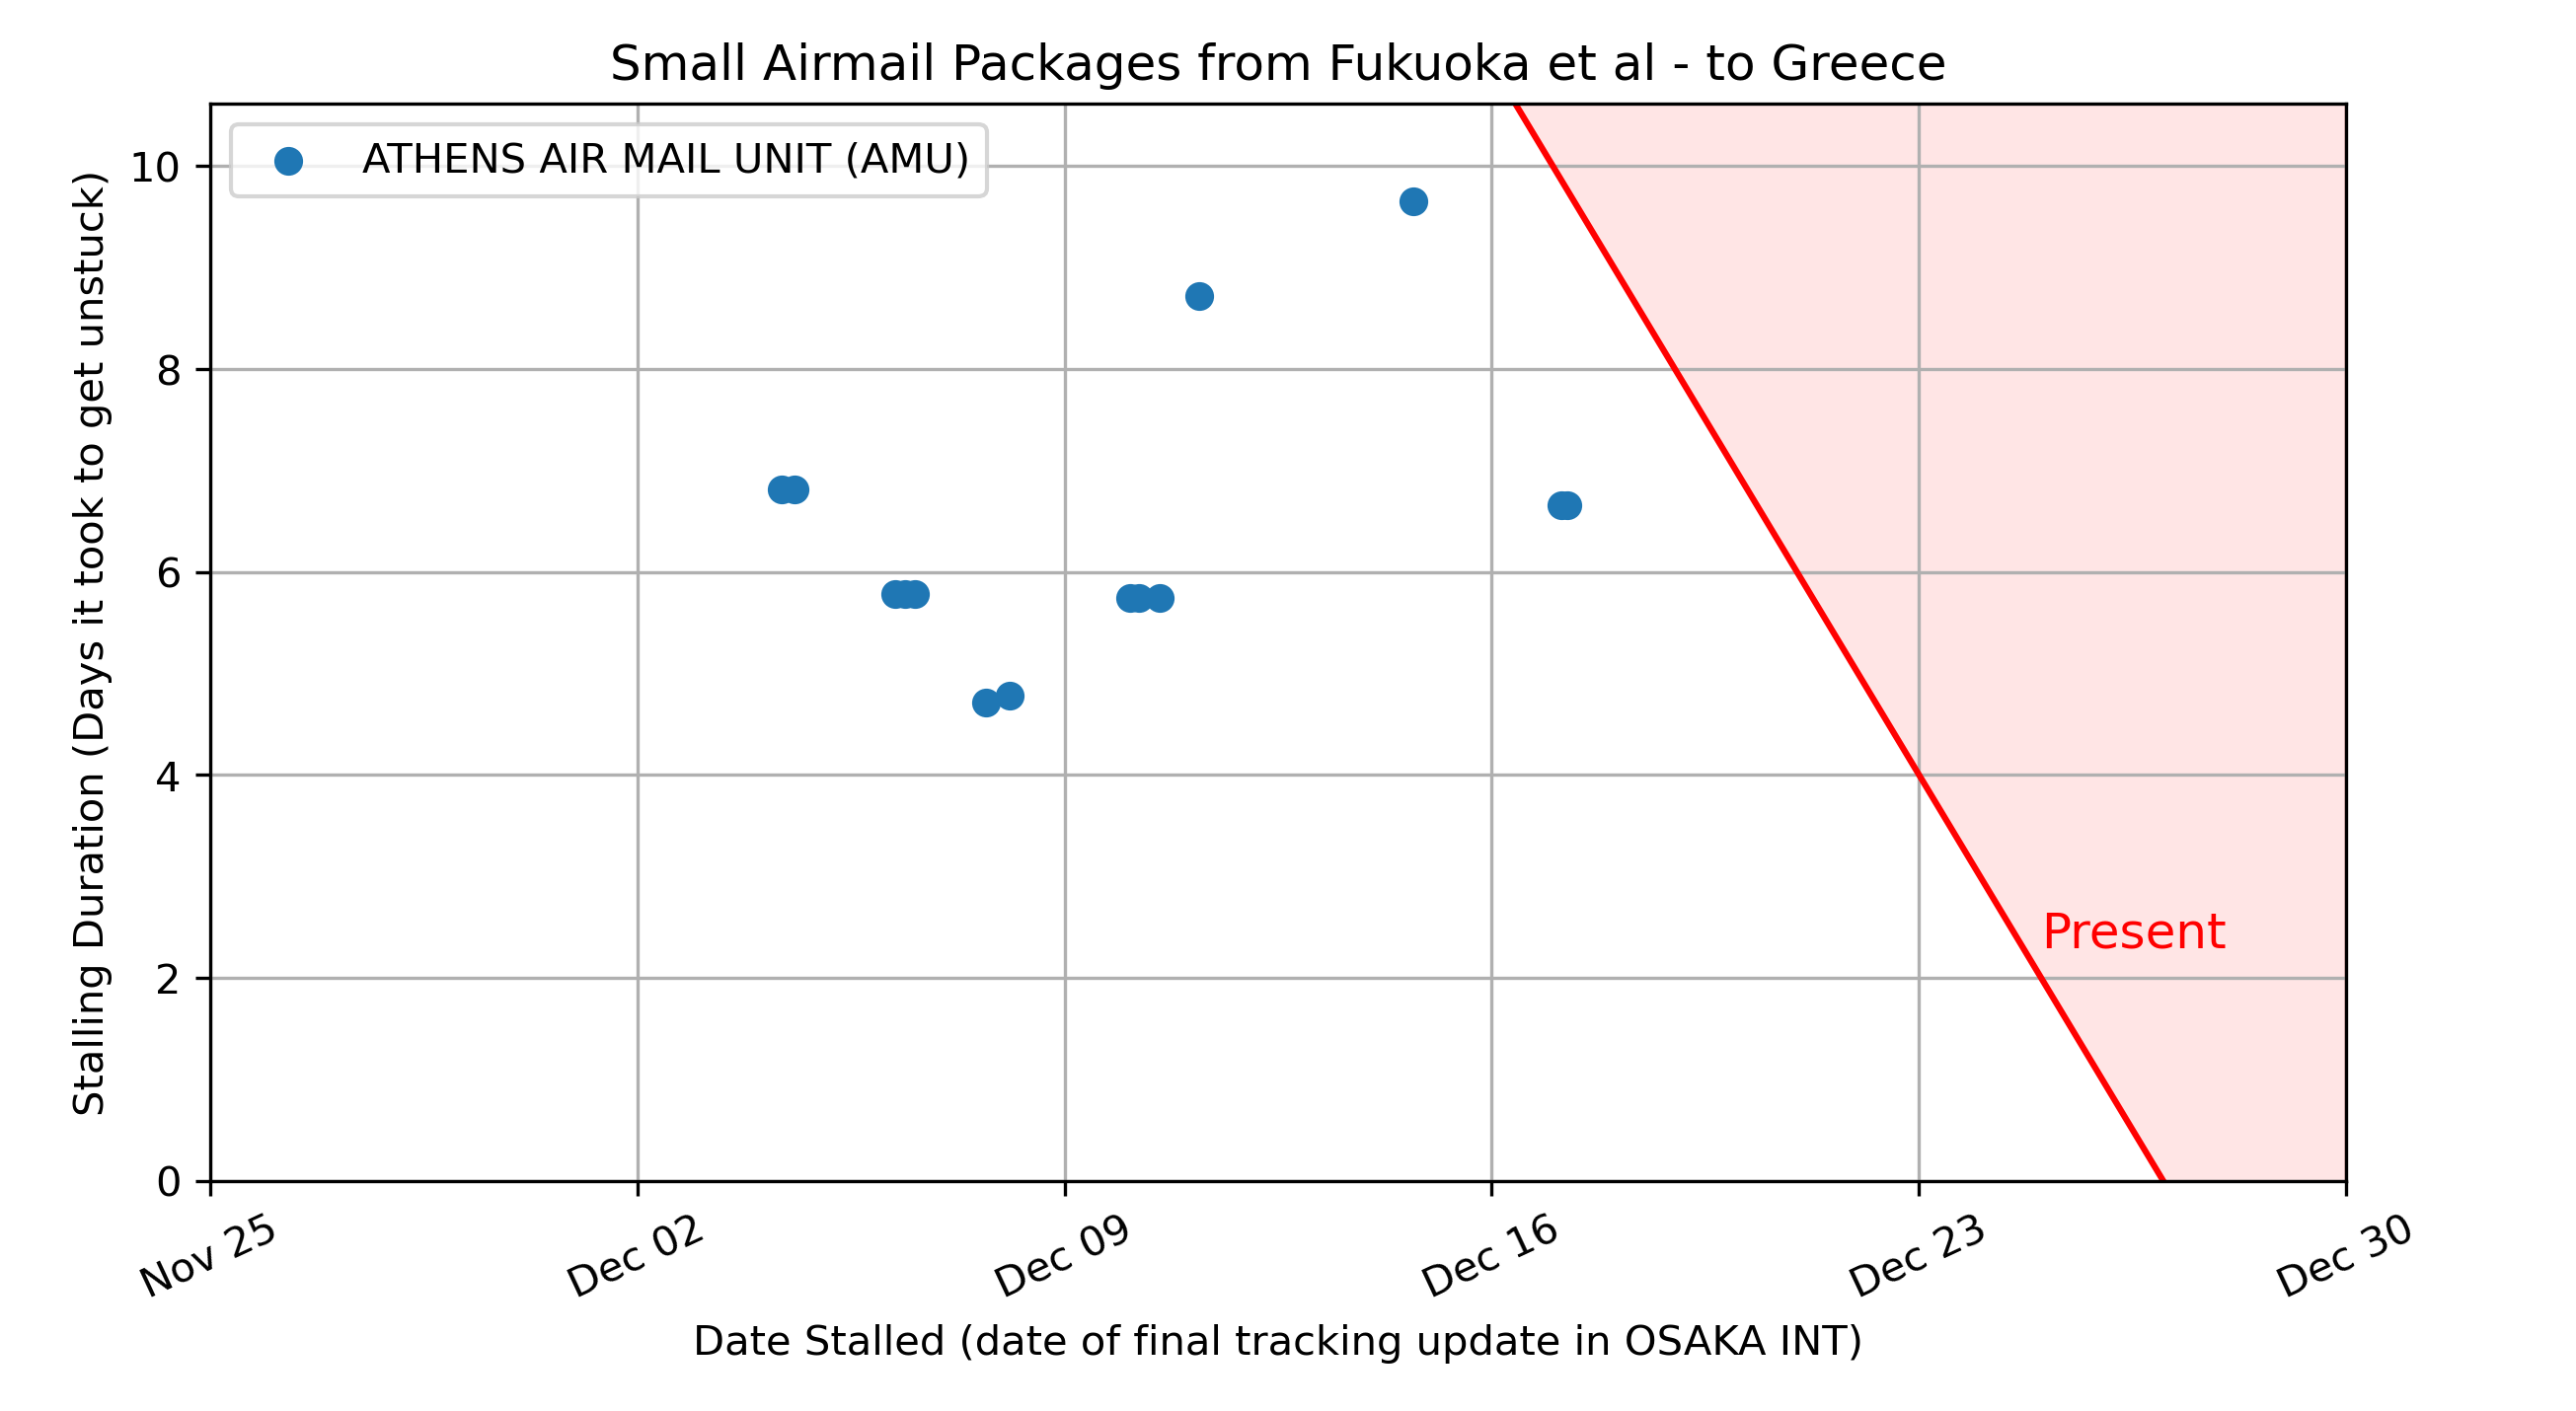 Small Airmail Packages from Fukuoka et al - to Greece
ATHENS AIR MAIL UNIT (AMU)
Stalling Duration (Days it took to get unstuck)
10
8
6
4
2
0
Present
Nov 25
Dec 02
Dec 09
Dec 16
Dec 23
Dec 30
Date Stalled (date of final tracking update in OSAKA INT)